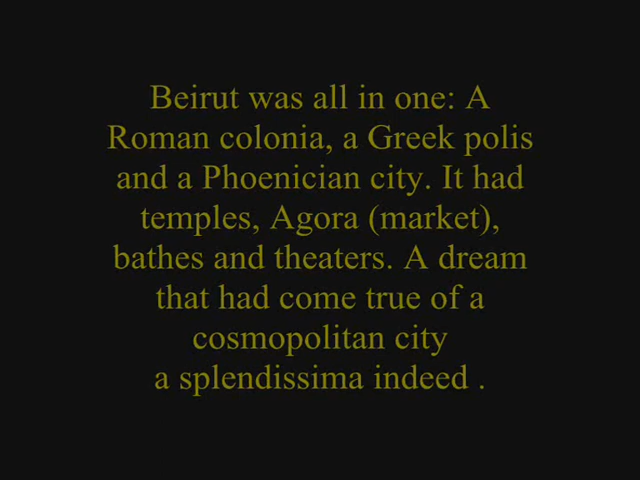 Beirut was all in one: A
Roman colonia, a Greek polis
and a Phoenician city. It had
temples, Agora (market),
bathes and theaters. A dream
that had come true of a
cosmopolitan city
a splendissima indeed .